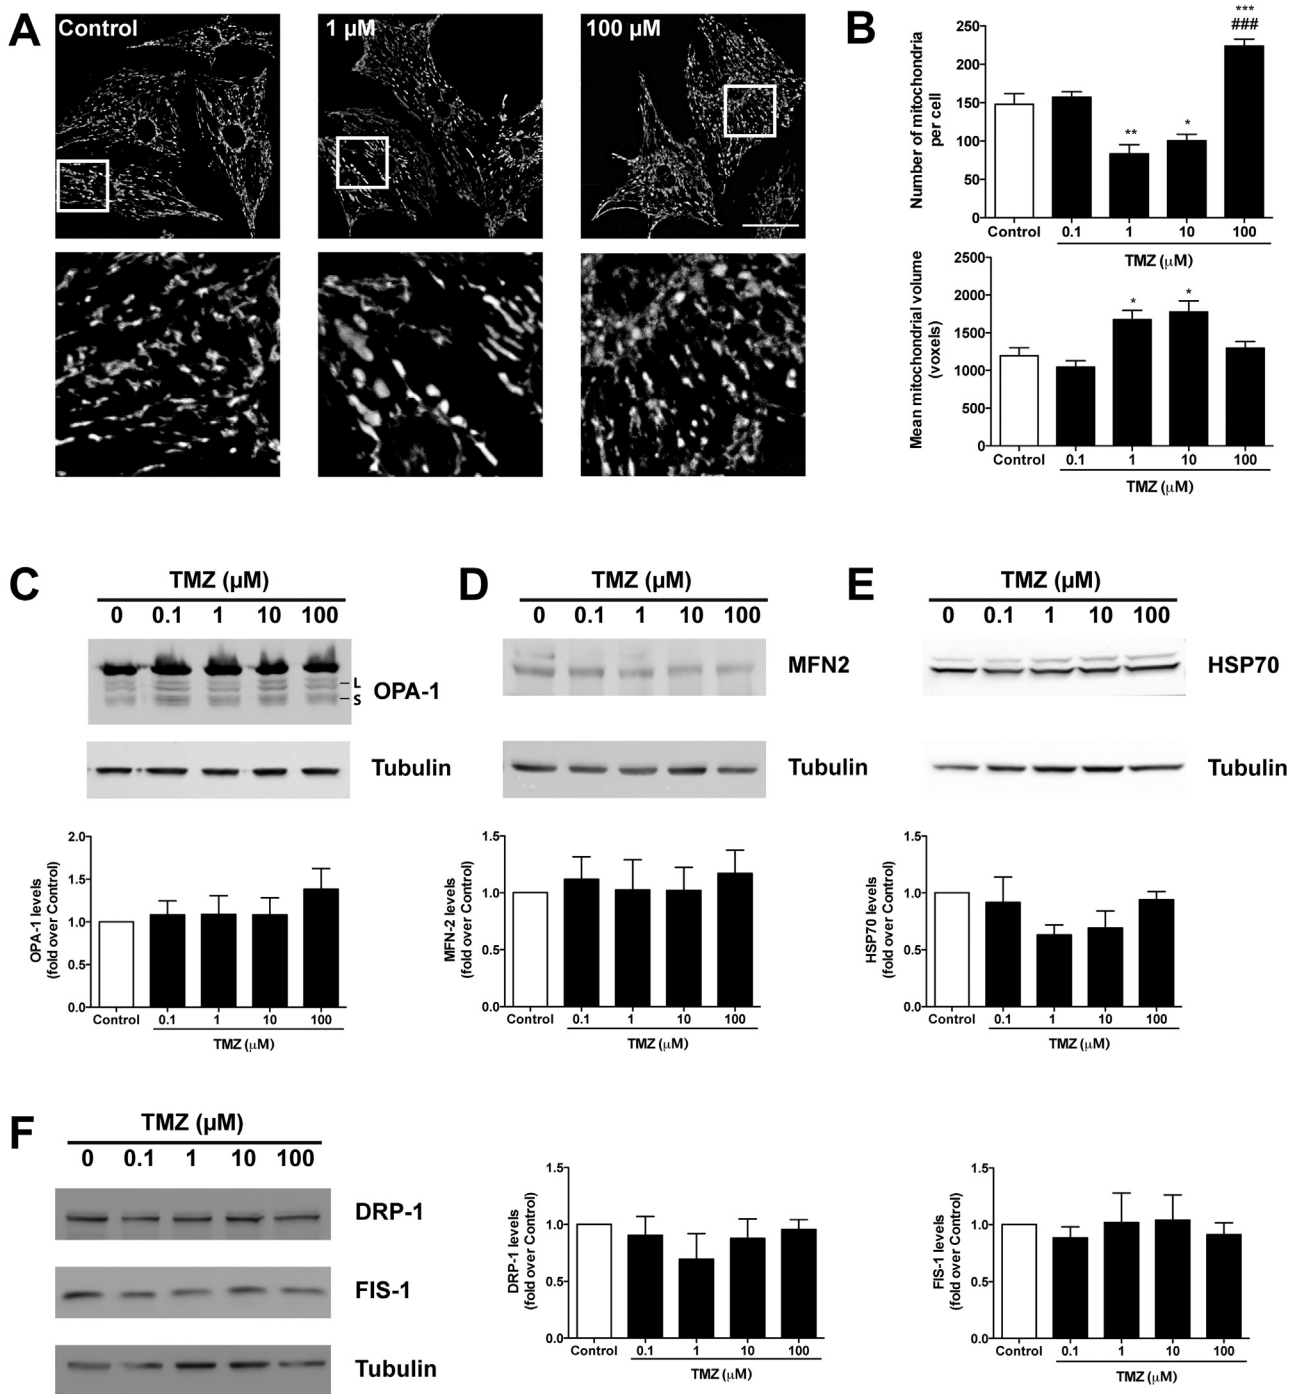 A
Control
1 µM
100 µM
B
Number of mitochondria
per cell
250
200
150
100
50
0
**
*
***
###
Control 0.1 1 10 100
TMZ (µM)
Mean mitochondrial volume
(voxels)
2500
2000
1500
1000
500
0
* *
Control 0.1 1 10 100
TMZ (µM)
C
TMZ (µM)
0 0.1 1 10 100
L
S
OPA-1
Tubulin
OPA-1 levels
(fold over Control)
2.0
1.5
1.0
0.5
0.0
Control 0.1 1 10 100
TMZ (µM)
D
TMZ (µM)
0 0.1 1 10 100
MFN2
Tubulin
MFN-2 levels
(fold over Control)
1.5
1.0
0.5
0.0
Control 0.1 1 10 100
TMZ (µM)
E
TMZ (µM)
0 0.1 1 10 100
HSP70
Tubulin
HSP70 levels
(fold over Control)
1.5
1.0
0.5
0.0
Control 0.1 1 10 100
TMZ (µM)
F
TMZ (µM)
0 0.1 1 10 100
DRP-1
FIS-1
Tubulin
DRP-1 levels
(fold over Control)
1.5
1.0
0.5
0.0
Control 0.1 1 10 100
TMZ (µM)
FIS-1 levels
(fold over Control)
1.5
1.0
0.5
0.0
Control 0.1 1 10 100
TMZ (µM)